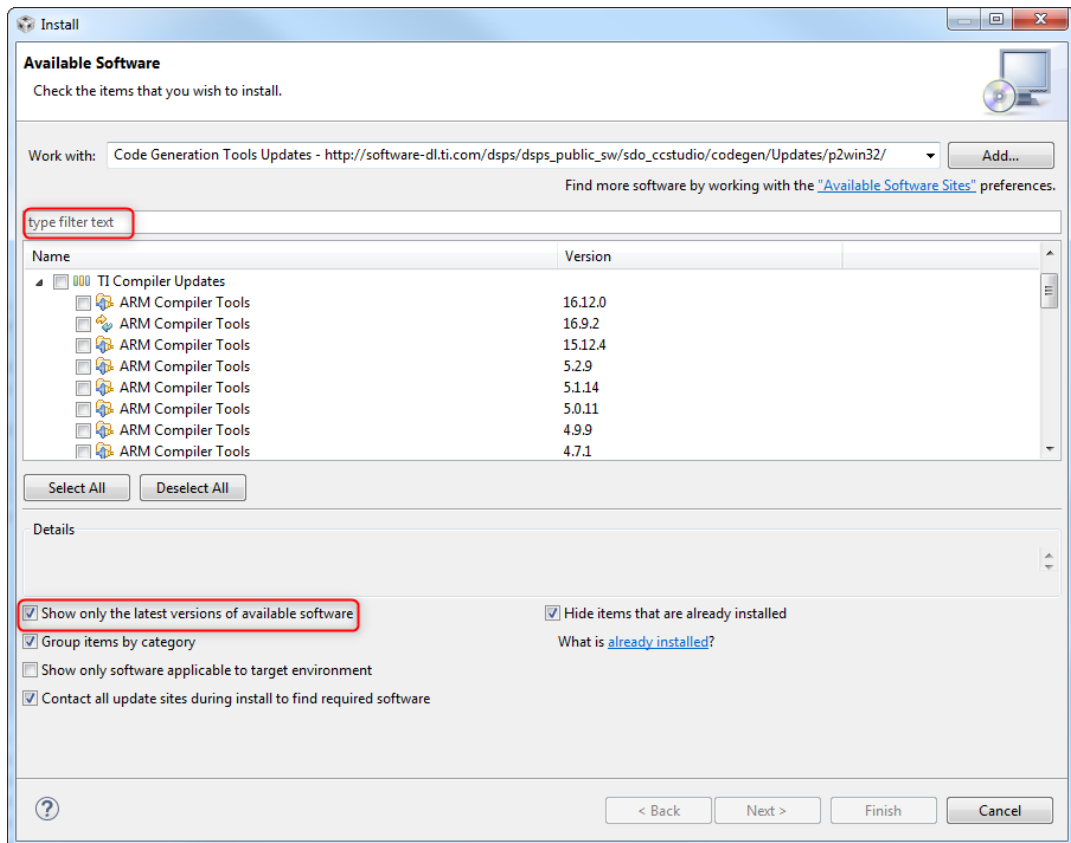 Install
Available Software
Check the items that you wish to install.
Work with: Code Generation Tools Updates - http://software-dl.ti.com/dsps/dsps_public_sw/sdo_ccstudio/codegen/Updates/p2win32/ Add...
Find more software by working with the "Available Software Sites" preferences.
type filter text
Name Version
TI Compiler Updates
ARM Compiler Tools 16.12.0
ARM Compiler Tools 16.9.2
ARM Compiler Tools 15.12.4
ARM Compiler Tools 5.2.9
ARM Compiler Tools 5.1.14
ARM Compiler Tools 5.0.11
ARM Compiler Tools 4.9.9
ARM Compiler Tools 4.7.1
Select All Deselect All
Details
Show only the latest versions of available software Hide items that are already installed
Group items by category What is already installed?
Show only software applicable to target environment
Contact all update sites during install to find required software
? < Back Next > Finish Cancel